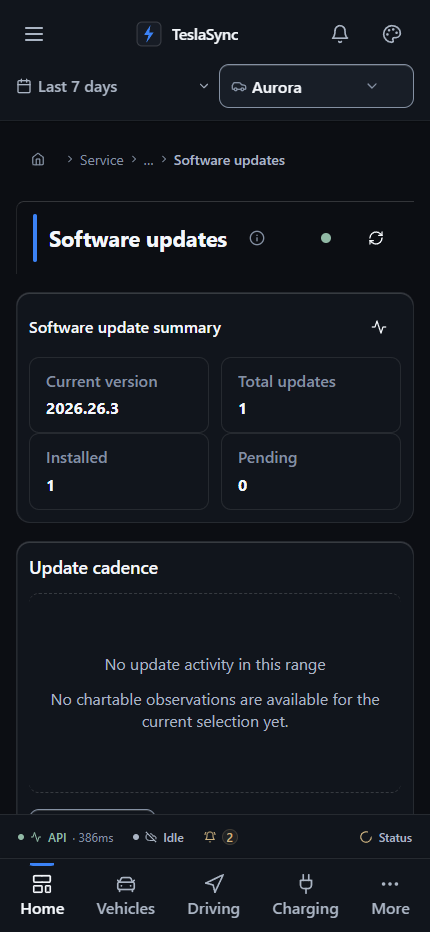 TeslaSync
Last 7 days
Aurora
Service ... Software updates
Software updates
Software update summary
Current version
2026.26.3
Total updates
1
Installed
1
Pending
0
Update cadence
No update activity in this range
No chartable observations are available for the
current selection yet.
API · 386ms
Idle
2
Status
Home
Vehicles
Driving
Charging
More